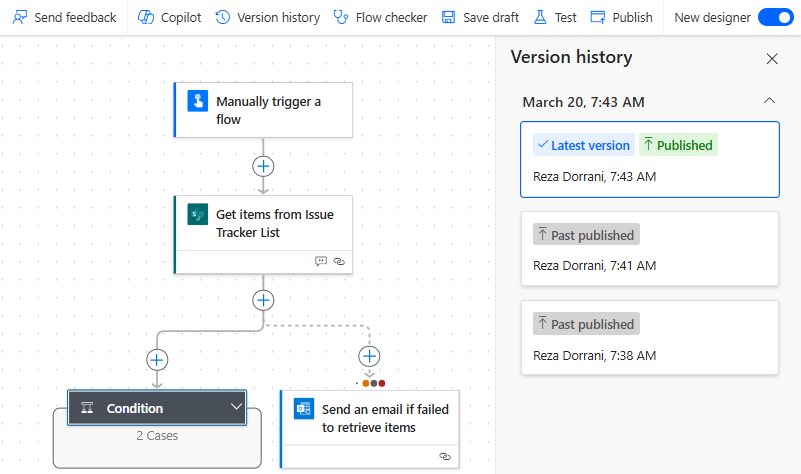 Send feedback
Copilot
Version history
Flow checker
Save draft
Test
Publish
New designer
Version history
March 20, 7:43 AM
Latest version
Published
Reza Dorrani, 7:43 AM
Past published
Reza Dorrani, 7:41 AM
Past published
Reza Dorrani, 7:38 AM
Manually trigger a
flow
Get items from Issue
Tracker List
Condition
2 Cases
Send an email if failed
to retrieve items